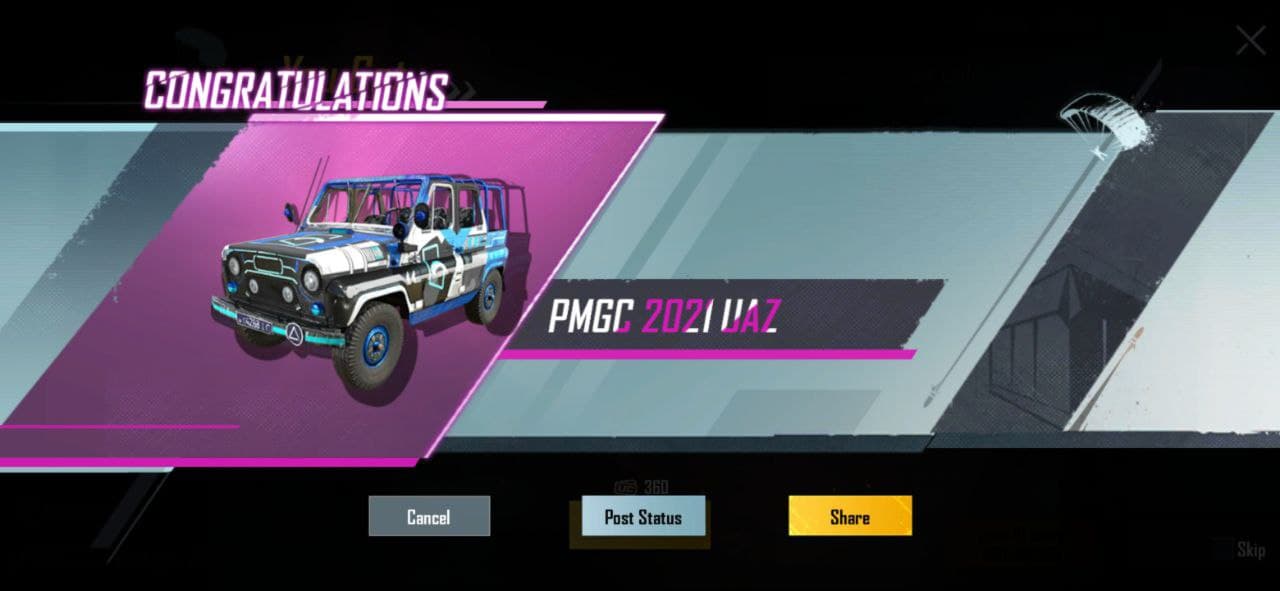 CONGRATULATIONS
PMGC 2021 UAZ
360
Cancel
Post Status
Share
Skip